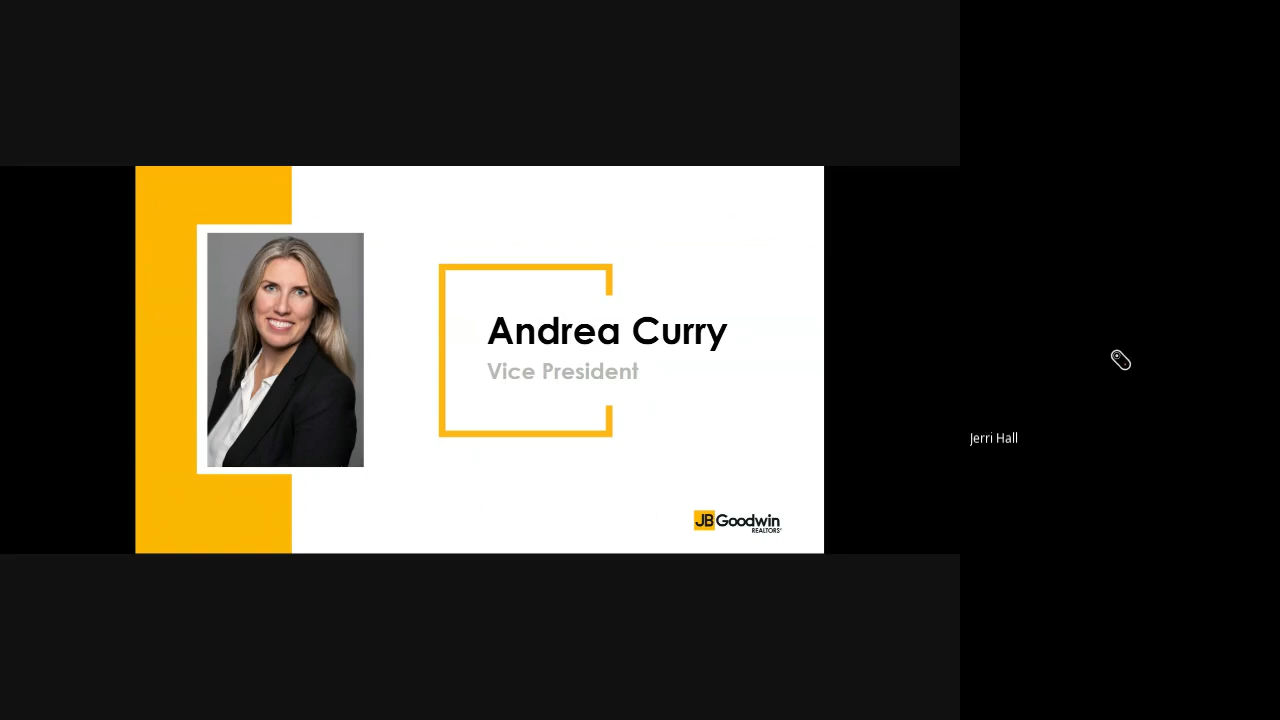 Andrea Curry
Vice President
JB Goodwin
REALTORS®
Jerri Hall